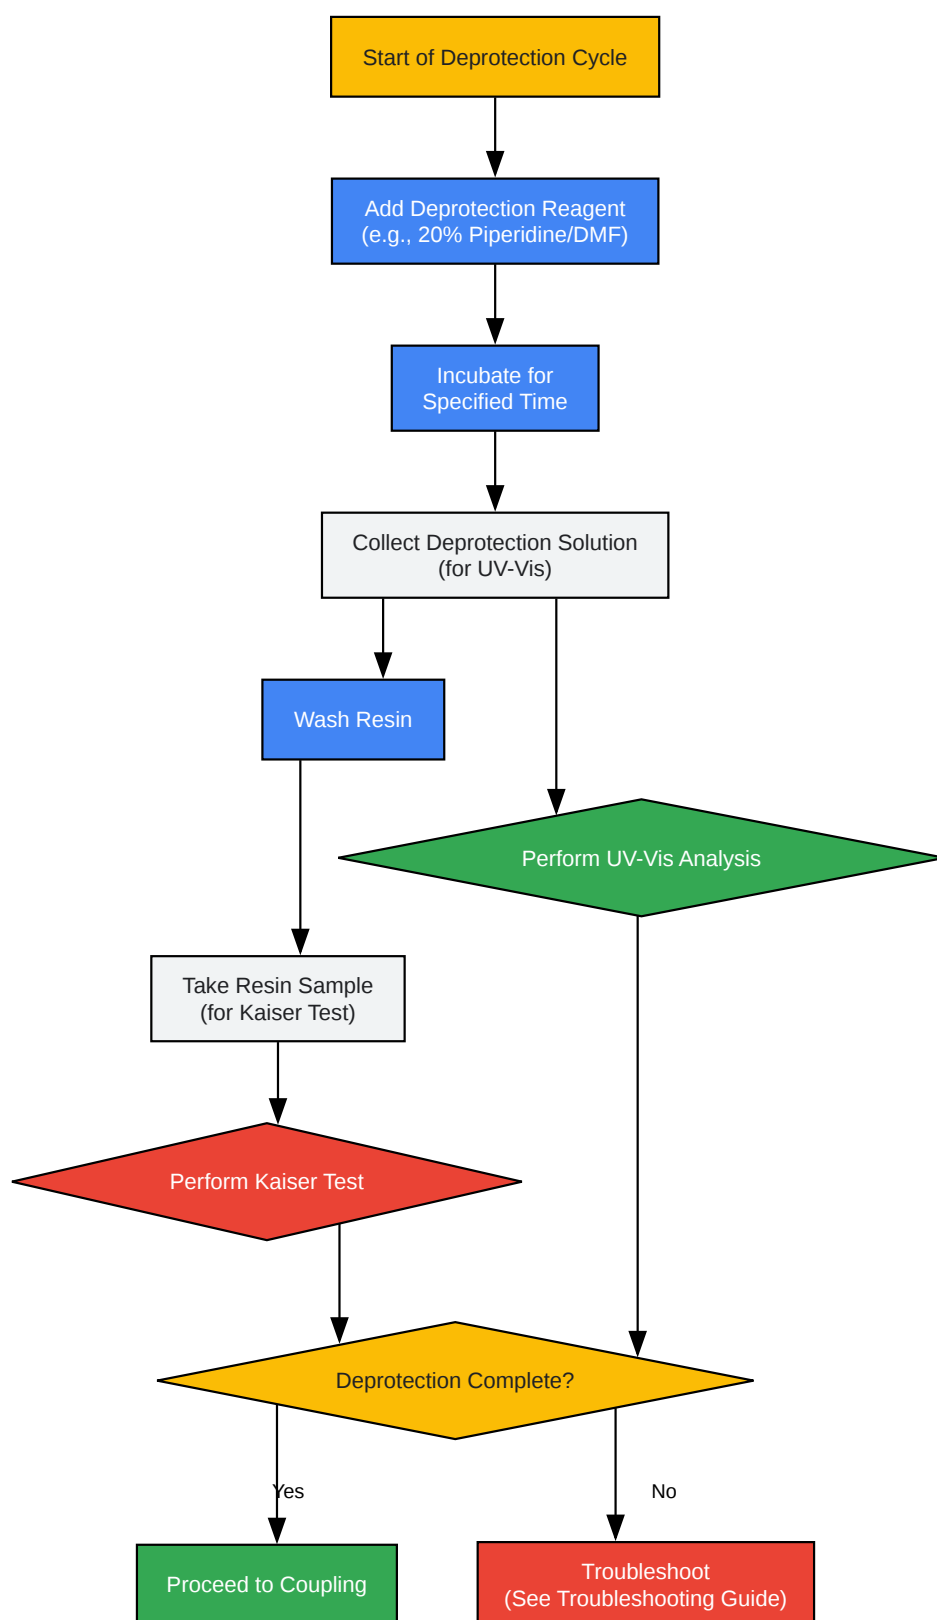 Start of Deprotection Cycle
Add Deprotection Reagent
(e.g., 20% Piperidine/DMF)
Incubate for
Specified Time
Collect Deprotection Solution
(for UV-Vis)
Wash Resin
Perform UV-Vis Analysis
Take Resin Sample
(for Kaiser Test)
Perform Kaiser Test
Deprotection Complete?
Yes
No
Proceed to Coupling
Troubleshoot
(See Troubleshooting Guide)